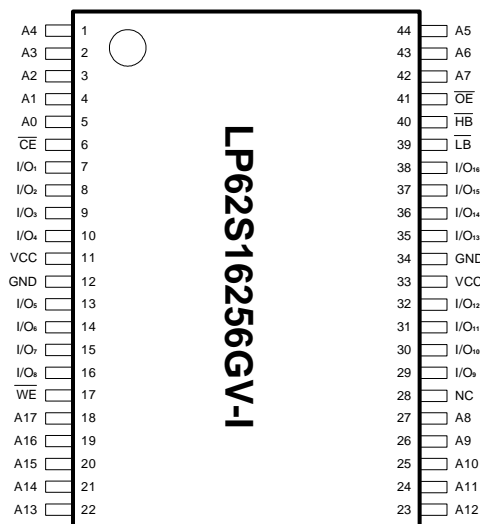 A4 1 44 A5
A3 2 43 A6
A2 3 42 A7
A1 4 41 OE
A0 5 40 HB
CE 6 39 LB
I/O₁ 7 38 I/O₁₆
I/O₂ 8 37 I/O₁₅
I/O₃ 9 36 I/O₁₄
I/O₄ 10 35 I/O₁₃
VCC 11 34 GND
GND 12 33 VCC
I/O₅ 13 32 I/O₁₂
I/O₆ 14 31 I/O₁₁
I/O₇ 15 30 I/O₁₀
I/O₈ 16 29 I/O₉
WE 17 28 NC
A17 18 27 A8
A16 19 26 A9
A15 20 25 A10
A14 21 24 A11
A13 22 23 A12
LP62S16256GV-I